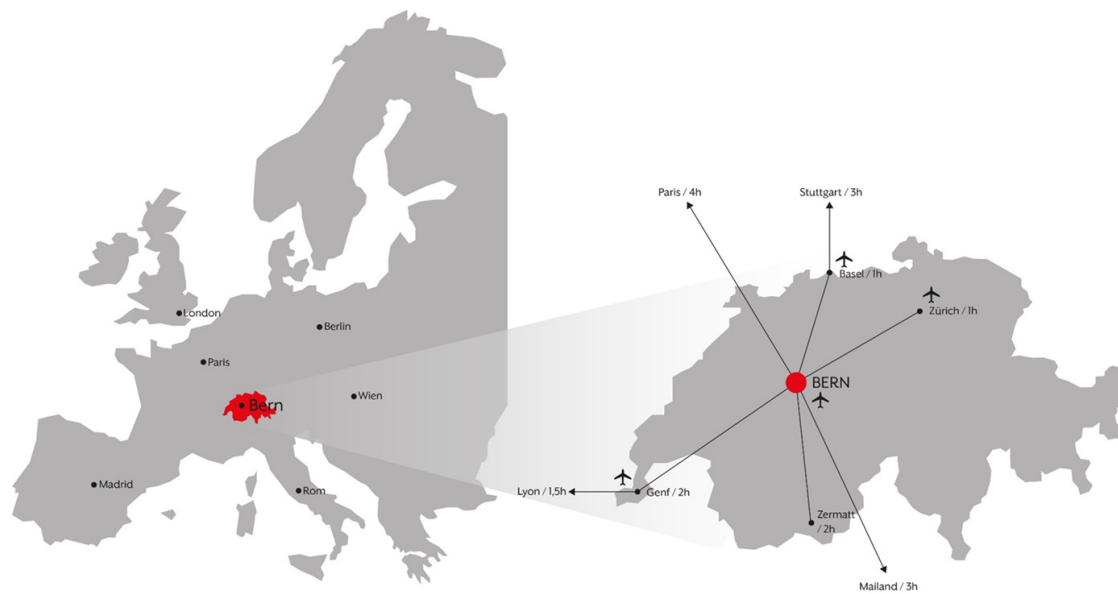 London
Berlin
Paris
Bern
Wien
Madrid
Rom
Paris / 4h
Stuttgart / 3h
Basel / 1h
Zürich / 1h
BERN
Lyon / 1,5h
Genf / 2h
Zermatt
/ 2h
Mailand / 3h